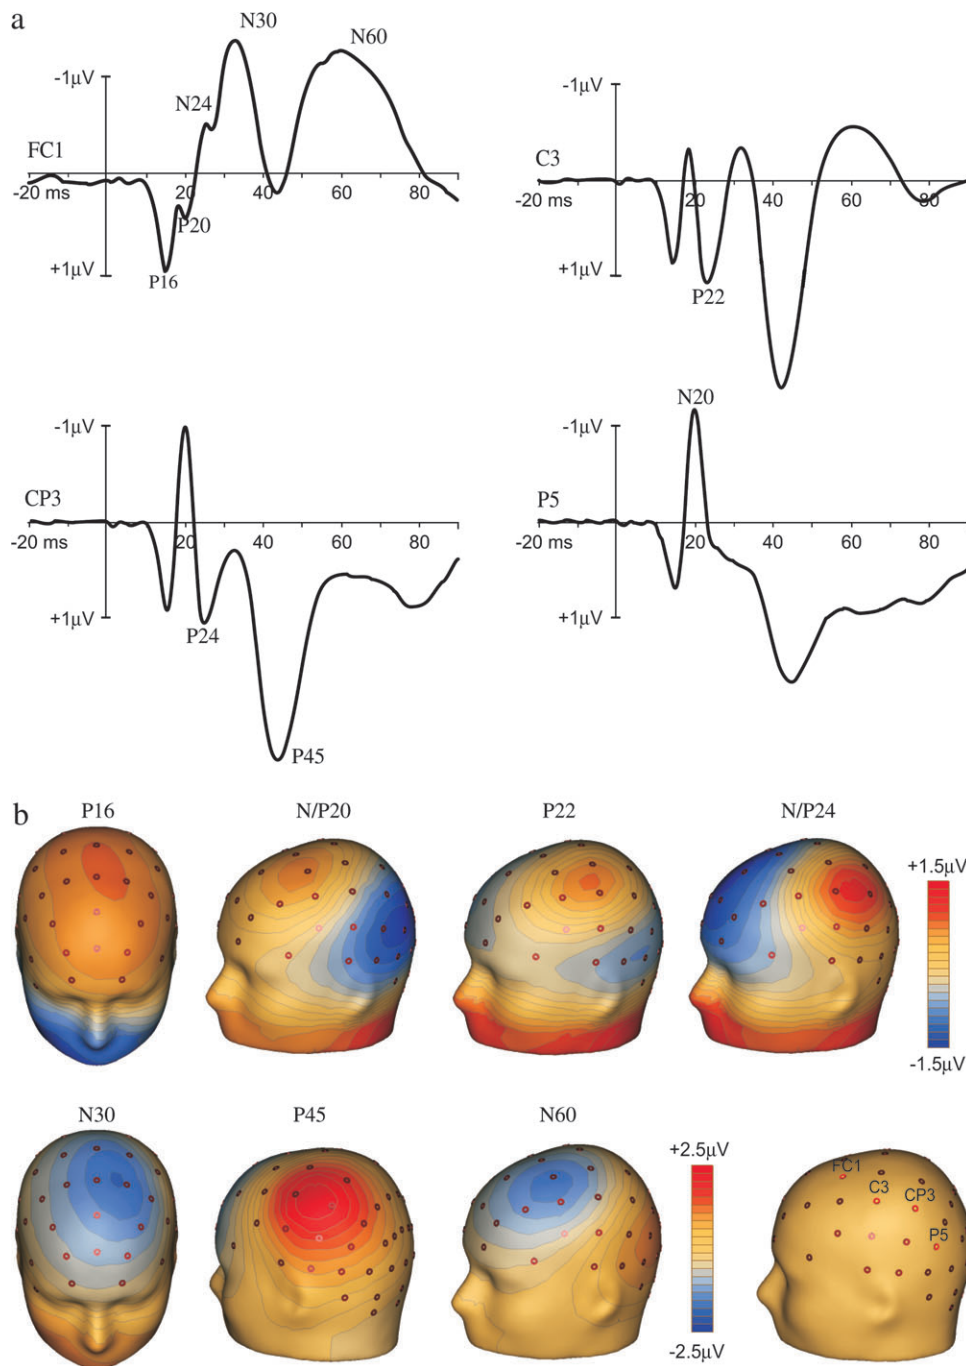 a
N30
N60
-1µV
N24
FC1
-20 ms
20
40
60
80
P20
+1µV
P16
-1µV
C3
-20 ms
20
40
60
80
+1µV
P22
-1µV
CP3
-20 ms
20
40
60
80
+1µV
P24
P45
N20
-1µV
P5
-20 ms
20
40
60
80
+1µV
b
P16
N/P20
P22
N/P24
+1.5µV
-1.5µV
N30
P45
N60
+2.5µV
-2.5µV
FC1
C3
CP3
P5